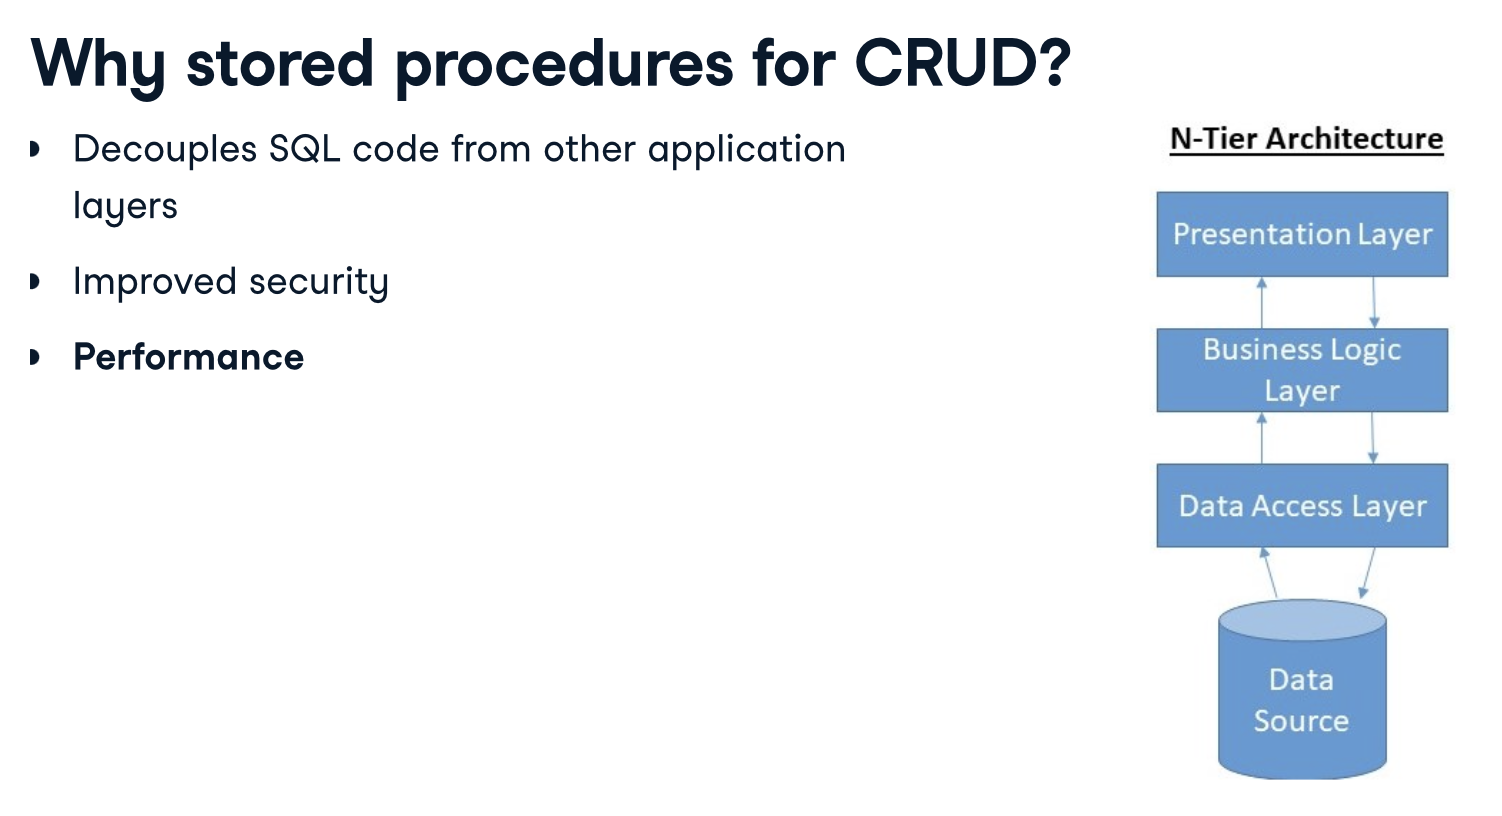 Why stored procedures for CRUD?
Decouples SQL code from other application
layers
Improved security
Performance
N-Tier Architecture
Presentation Layer
Business Logic
Layer
Data Access Layer
Data
Source